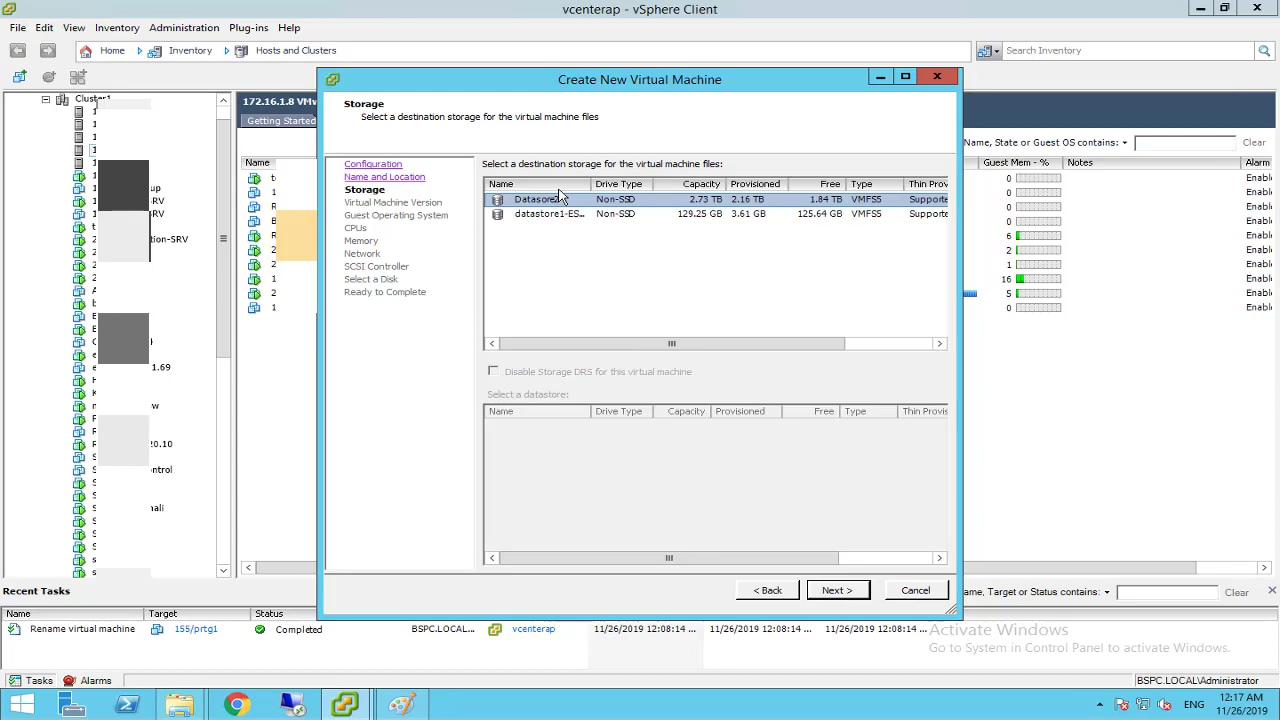 vcenterap - vSphere Client
File Edit View Inventory Administration Plug-ins Help
Home Inventory Hosts and Clusters Search Inventory
Cluster1
172.16.1.8 VMw
Getting Started
Name
Create New Virtual Machine
Storage
Select a destination storage for the virtual machine files
Configuration
Name and Location
Storage
Virtual Machine Version
Guest Operating System
CPUs
Memory
Network
SCSI Controller
Select a Disk
Ready to Complete
Select a destination storage for the virtual machine files:
Name Drive Type Capacity Provisioned Free Type Thin Prov
Non-SSD 2.73 TB 2.16 TB 1.84 TB VMFS5 Supporte
datastore1-ES... Non-SSD 129.25 GB 3.61 GB 125.64 GB VMFS5 Supporte
Disable Storage DRS for this virtual machine
Select a datastore:
Name Drive Type Capacity Provisioned Free Type Thin Provis
< Back Next > Cancel
Name, State or Guest OS contains: Clear
Guest Mem - % Notes Alarm
0 Enabl
0 Enabl
0 Enabl
0 Enabl
6 Enabl
2 Enabl
1 Enabl
16 Enabl
5 Enabl
0 Enabl
up
-RV
-RV
ation-SRV
1.69
w
20.10
ntrol
nali
Recent Tasks
ame, Target or Status contains: Clear
Name Target Status
Rename virtual machine 155/prtg1 Completed BSPC.LOCAL... vcenterap 11/26/2019 12:08:14 ... 11/26/2019 12:08:14 ... 11/26/2019 12:08:14 ...
Activate Windows
Go to System in Control Panel to activate Windows.
Tasks Alarms BSPC.LOCAL\Administrator
ENG 12:17 AM
11/26/2019